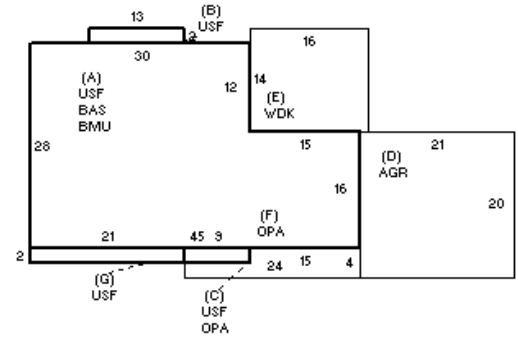 13
(B)
USF
2
16
30
(A)
USF
BAS
BMU
12
14
(E)
WDK
28
15
21
(D)
AGR
16
20
(F)
OPA
21
45
9
2
24
15
4
(G)
USF
(C)
USF
OPA